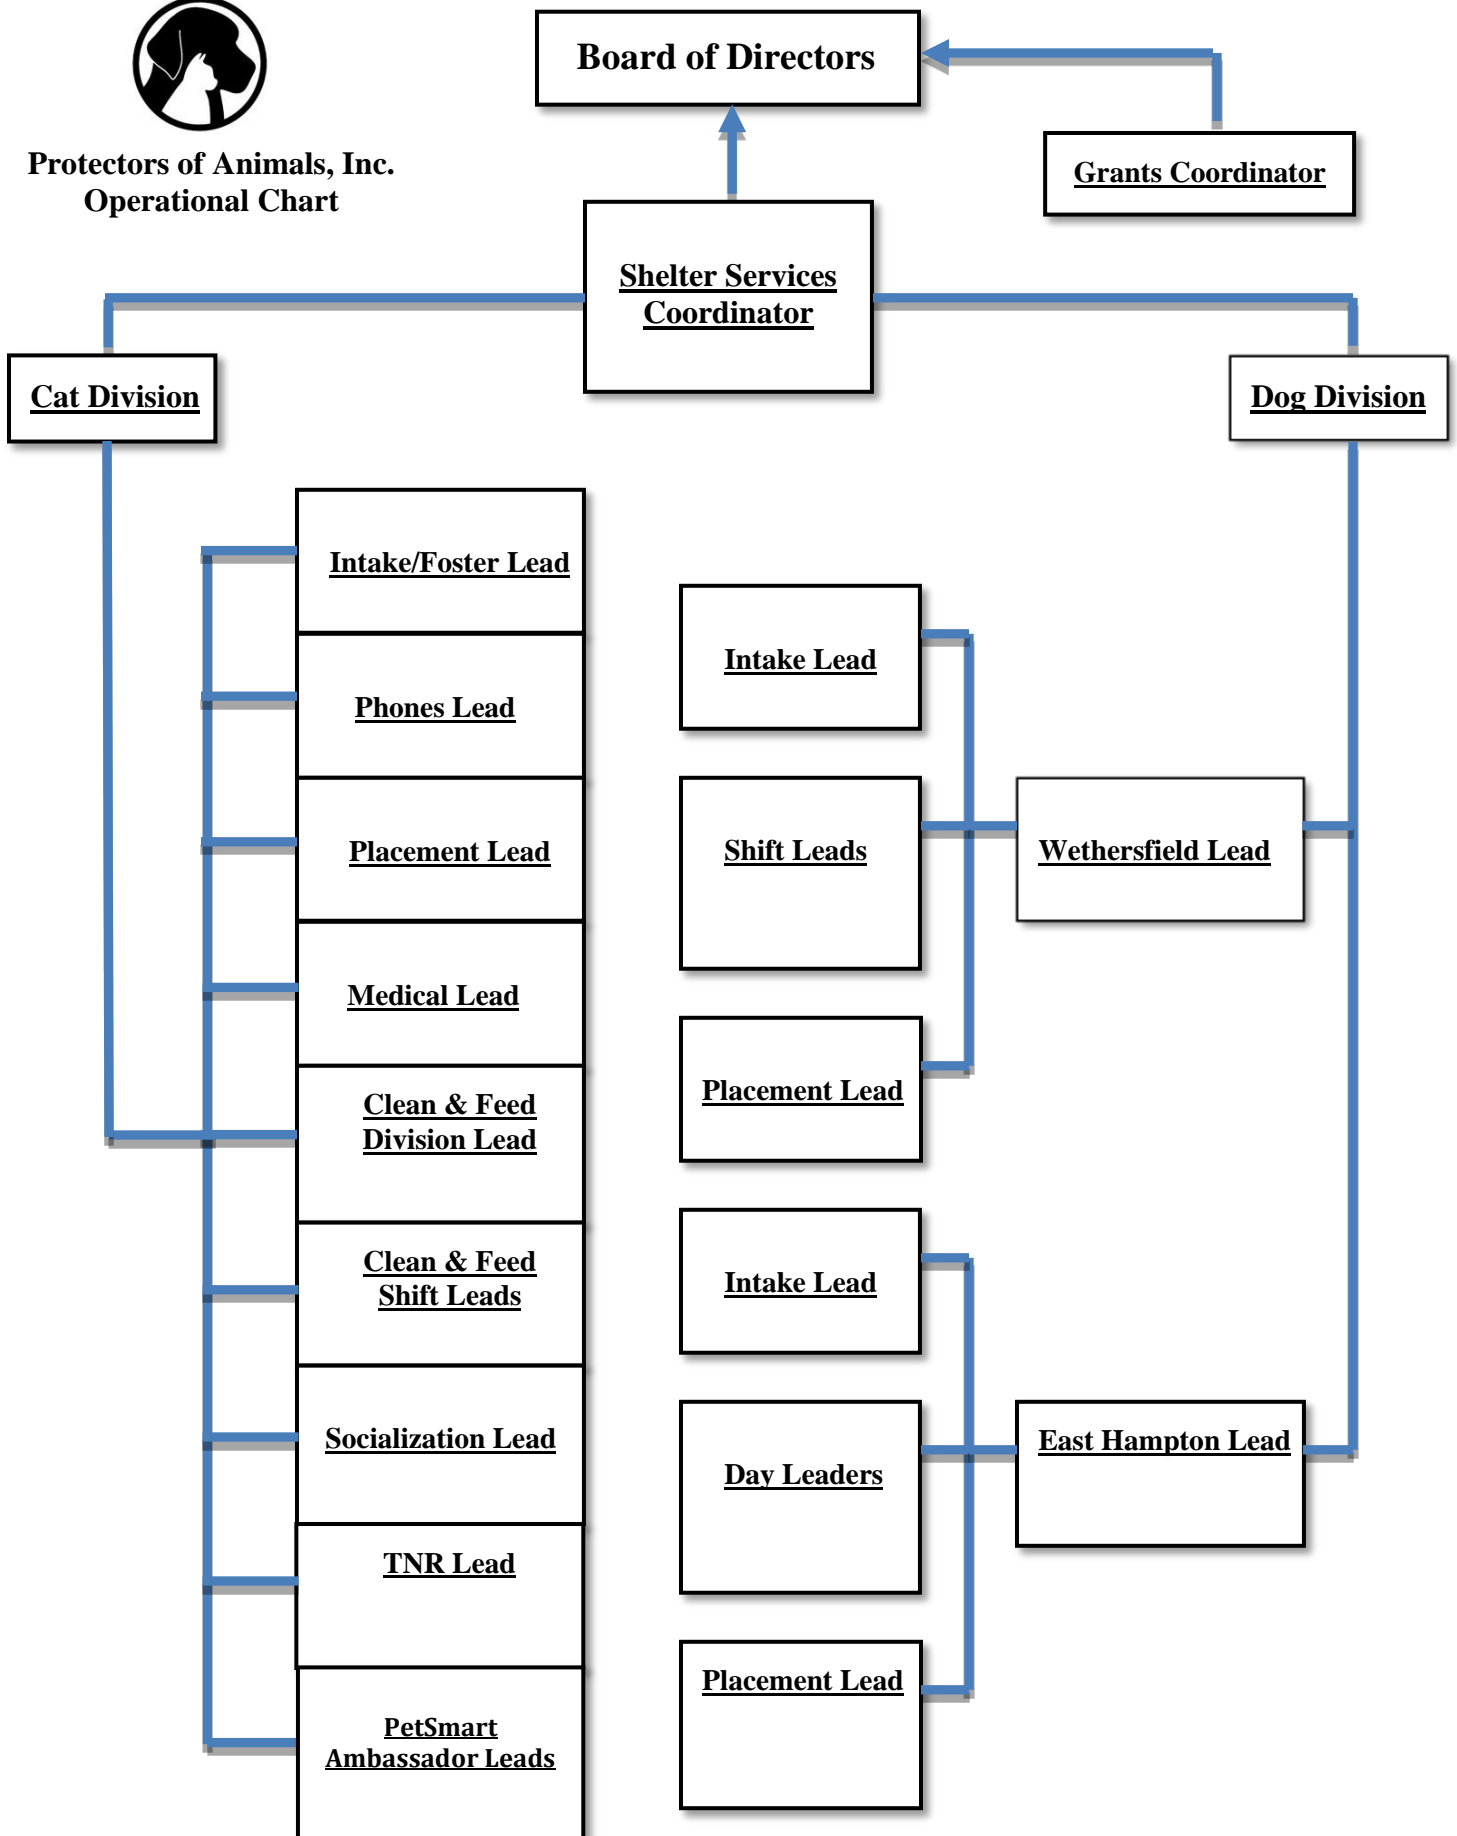 Board of Directors
Protectors of Animals, Inc.
Operational Chart
Grants Coordinator
Shelter Services
Coordinator
Cat Division
Dog Division
Intake/Foster Lead
Phones Lead
Placement Lead
Medical Lead
Clean & Feed
Division Lead
Clean & Feed
Shift Leads
Socialization Lead
TNR Lead
PetSmart
Ambassador Leads
Intake Lead
Shift Leads
Placement Lead
Wethersfield Lead
Intake Lead
Day Leaders
Placement Lead
East Hampton Lead